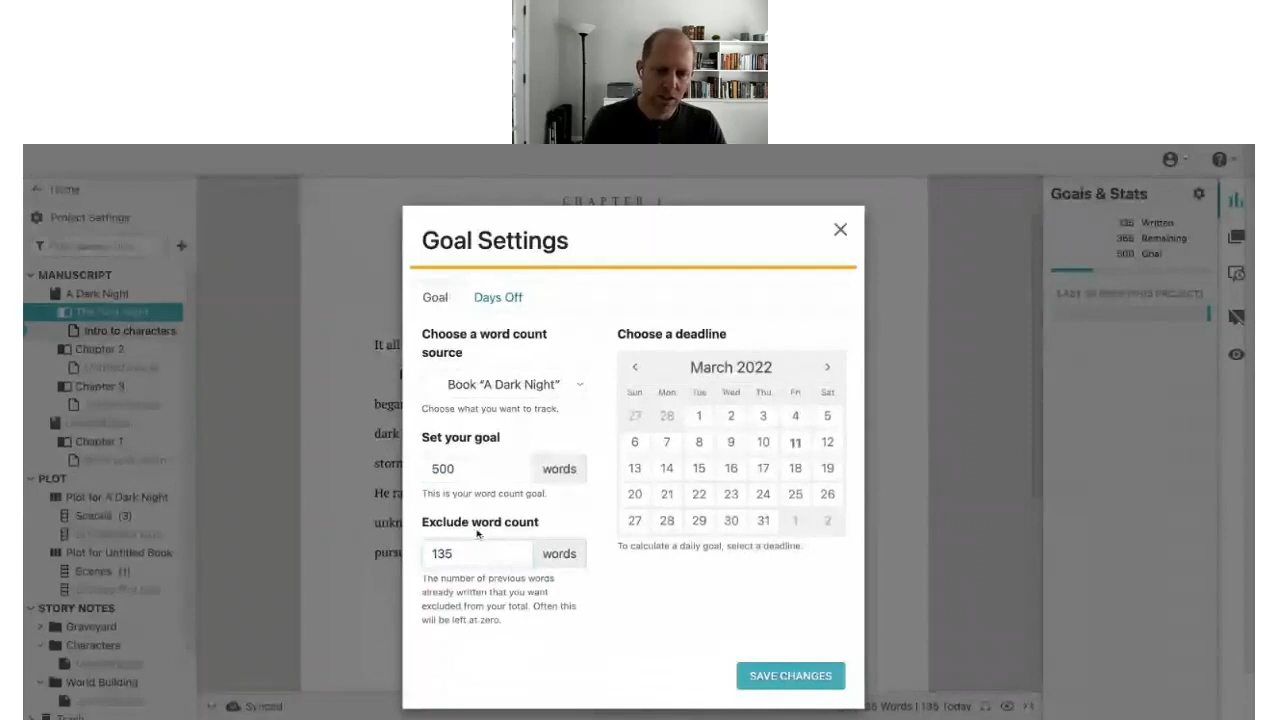 Home
Project Settings
MANUSCRIPT
A Dark Night
Intro to characters
Chapter 2
Chapter 3
Chapter 1
PLOT
Plot for A Dark Night
Scenes (3)
Plot for Untitled Book
Scenes (1)
STORY NOTES
Graveyard
Characters
World Building
Trash
CHAPTER 1
It all
began
dark
storm
He ra
unkn
pursu
Synced
Goal Settings
Goal
Days Off
Choose a word count
source
Book “A Dark Night”
Choose what you want to track.
Set your goal
500 words
This is your word count goal.
Exclude word count
135 words
The number of previous words
already written that you want
excluded from your total. Often this
will be left at zero.
Choose a deadline
March 2022
Sun Mon Tue Wed Thu Fri Sat
27 28 1 2 3 4 5
6 7 8 9 10 11 12
13 14 15 16 17 18 19
20 21 22 23 24 25 26
27 28 29 30 31 1 2
To calculate a daily goal, select a deadline.
SAVE CHANGES
Goals & Stats
135 Written
365 Remaining
500 Goal
35 Words | 135 Today